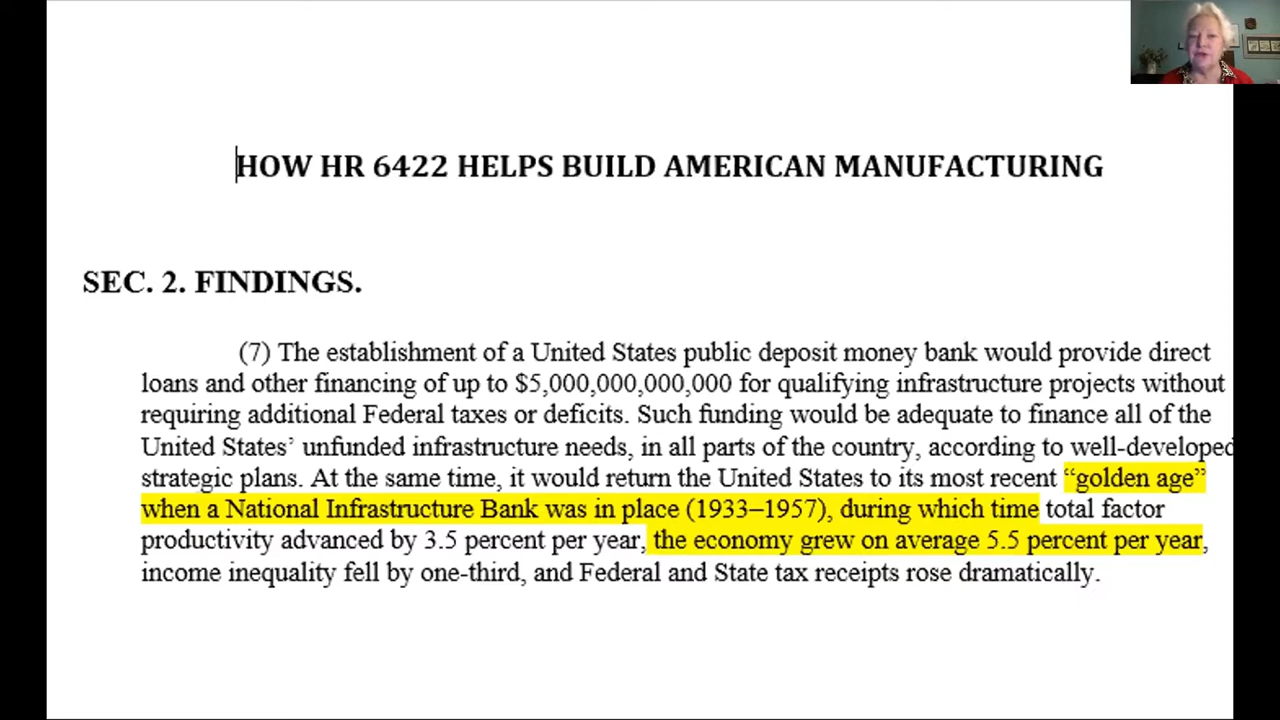 HOW HR 6422 HELPS BUILD AMERICAN MANUFACTURING
SEC. 2. FINDINGS.
(7) The establishment of a United States public deposit money bank would provide direct
loans and other financing of up to $5,000,000,000,000 for qualifying infrastructure projects without
requiring additional Federal taxes or deficits. Such funding would be adequate to finance all of the
United States’ unfunded infrastructure needs, in all parts of the country, according to well-developed
strategic plans. At the same time, it would return the United States to its most recent “golden age”
when a National Infrastructure Bank was in place (1933–1957), during which time total factor
productivity advanced by 3.5 percent per year, the economy grew on average 5.5 percent per year,
income inequality fell by one-third, and Federal and State tax receipts rose dramatically.